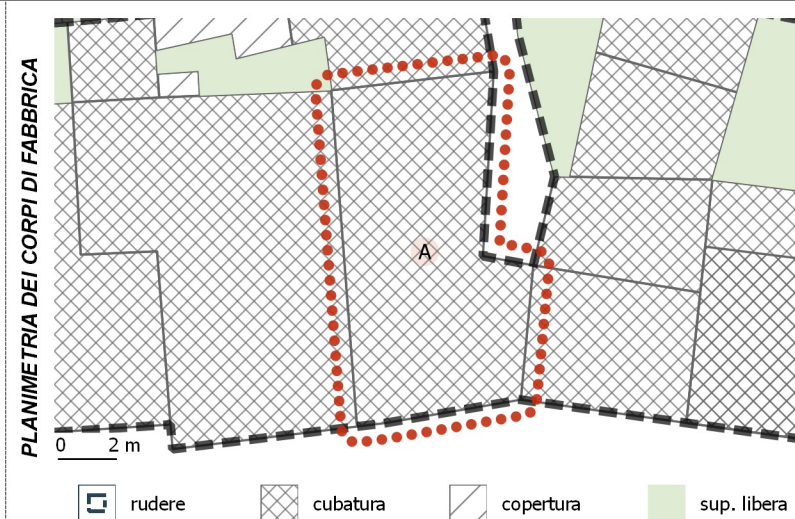 PLANIMETRIA DEI CORPI DI FABBRICA
A
0 2 m
rudere cubatura copertura sup. libera